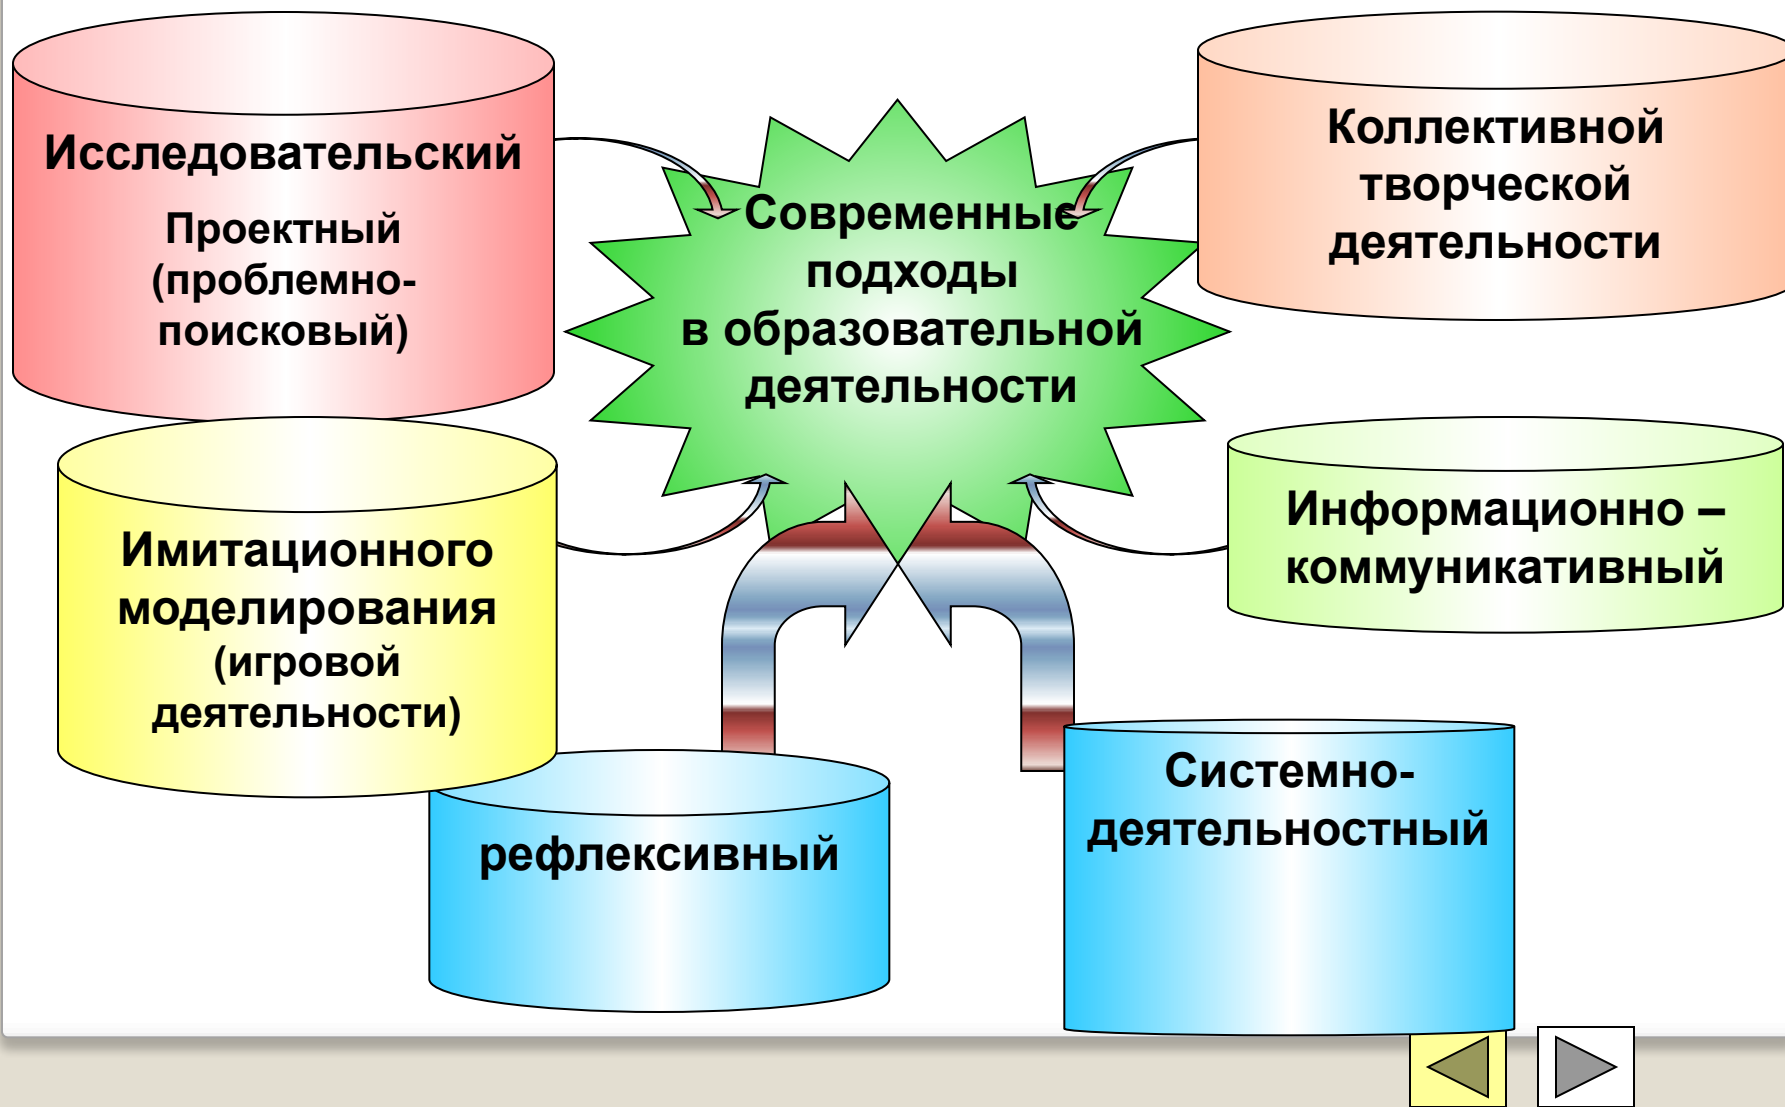 Исследовательский
Проектный
(проблемно-
поисковый)
Современные
подходы
в образовательной
деятельности
Коллективной
творческой
деятельности
Имитационного
моделирования
(игровой
деятельности)
Информационно –
коммуникативный
рефлексивный
Системно-
деятельностный